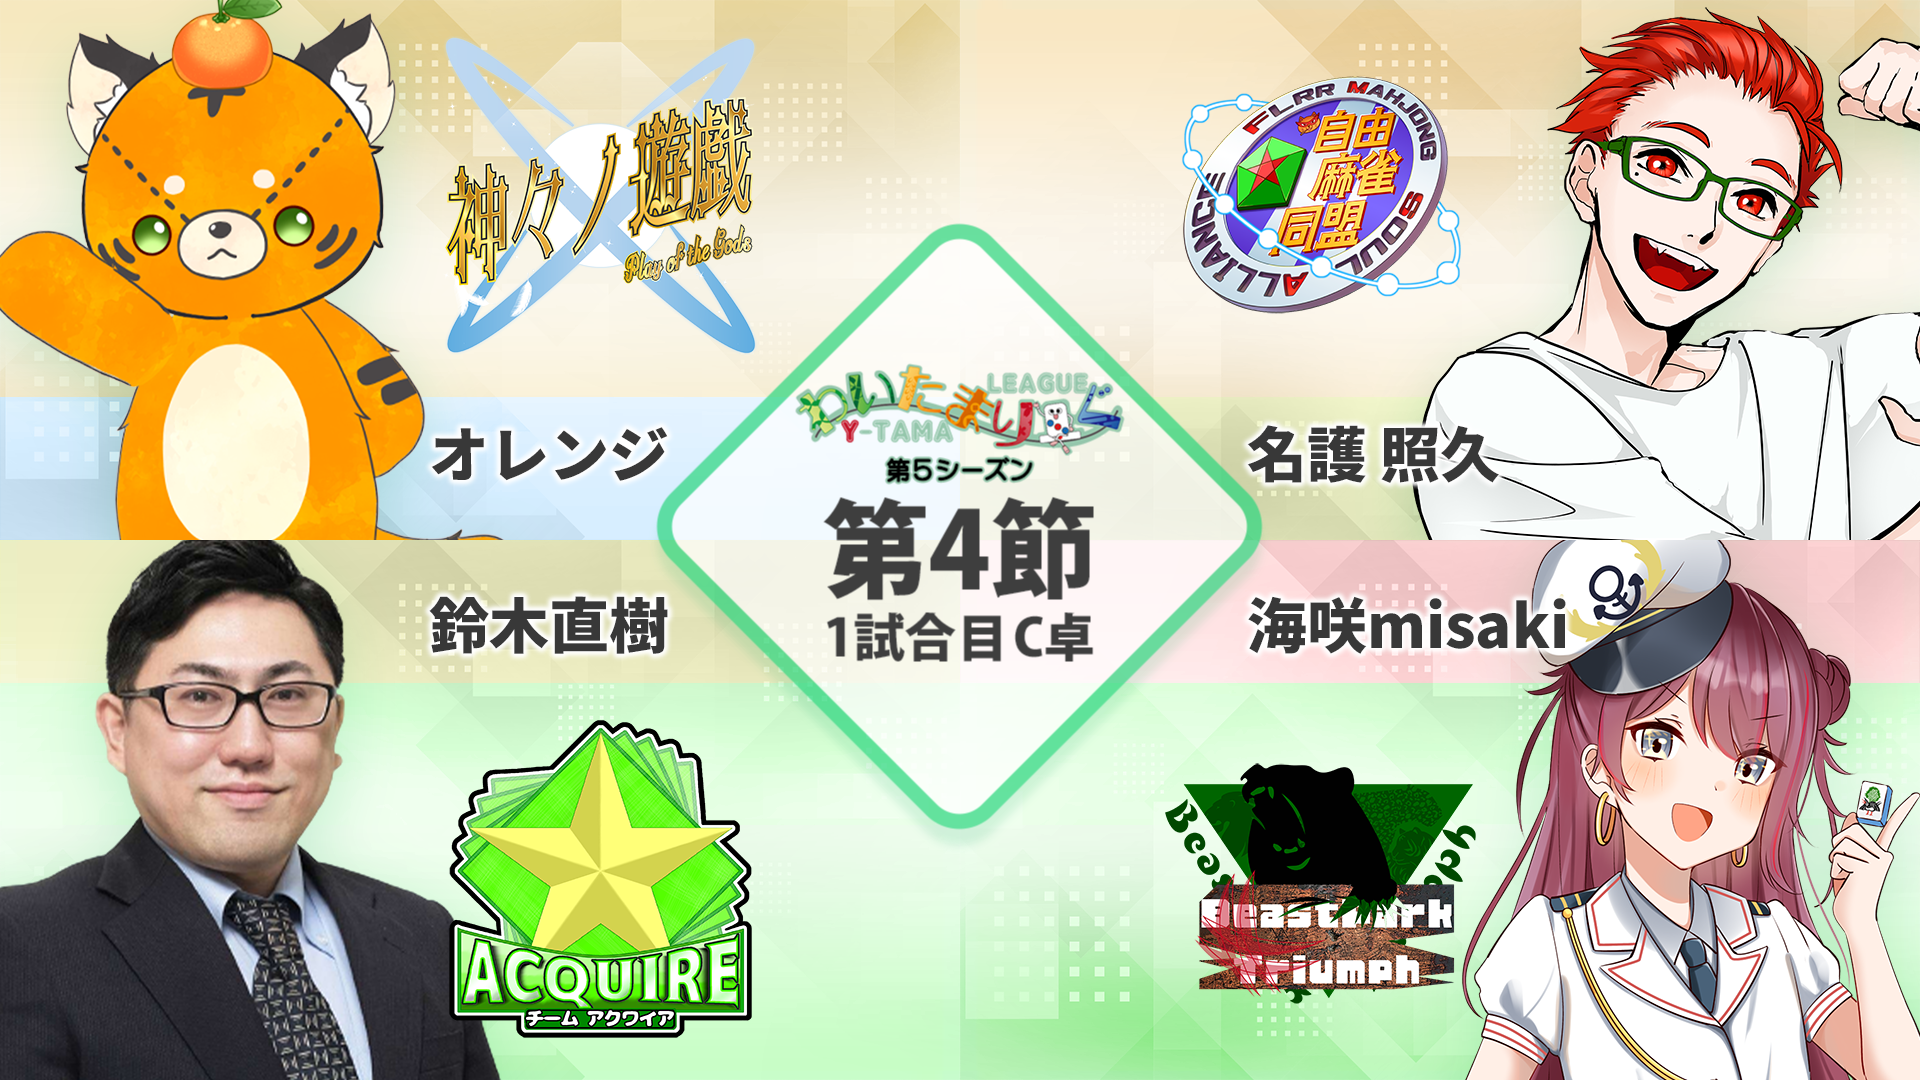 神々ノ遊戯
Play of the Gods
オレンジ
FLRR MAHJONG
SOUL
ALLIANCE
自由
麻雀
同盟
名護 照久
わいたまりーぐ
LEAGUE
Y-TAMA
第5シーズン
第4節
1試合目 C卓
鈴木直樹
ACQUIRE
チーム アクワイア
海咲misaki
Triumph